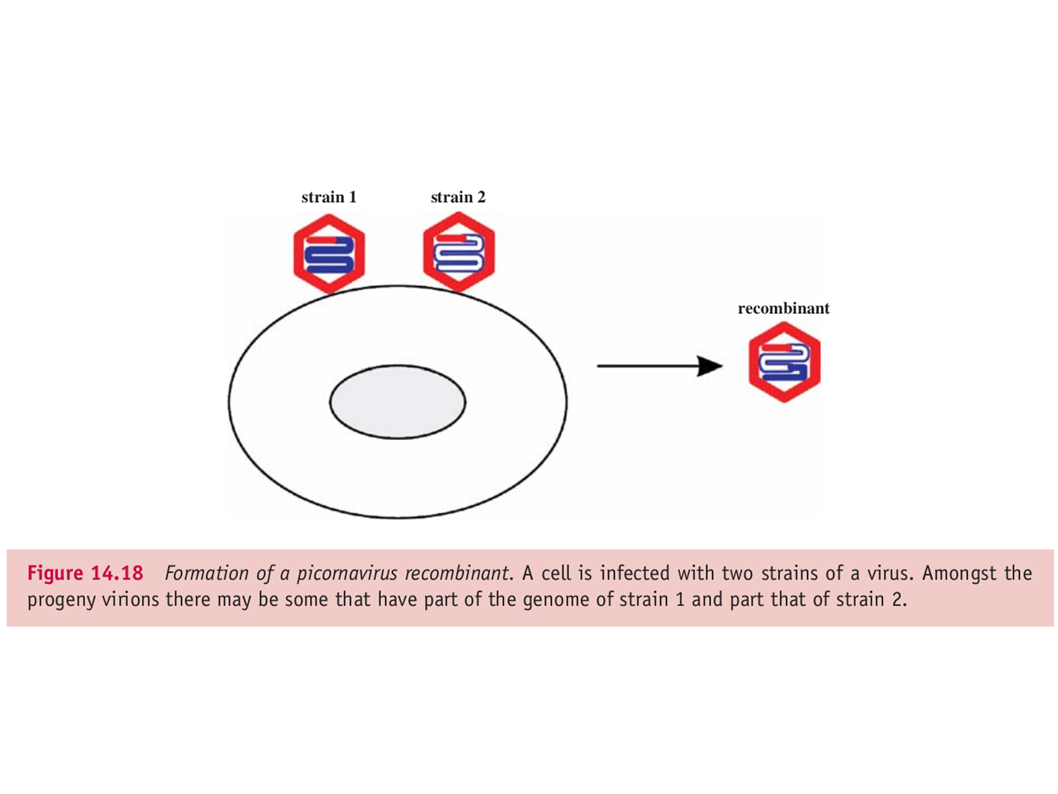 strain 1 strain 2
recombinant
Figure 14.18 Formation of a picornavirus recombinant. A cell is infected with two strains of a virus. Amongst the
progeny virions there may be some that have part of the genome of strain 1 and part that of strain 2.